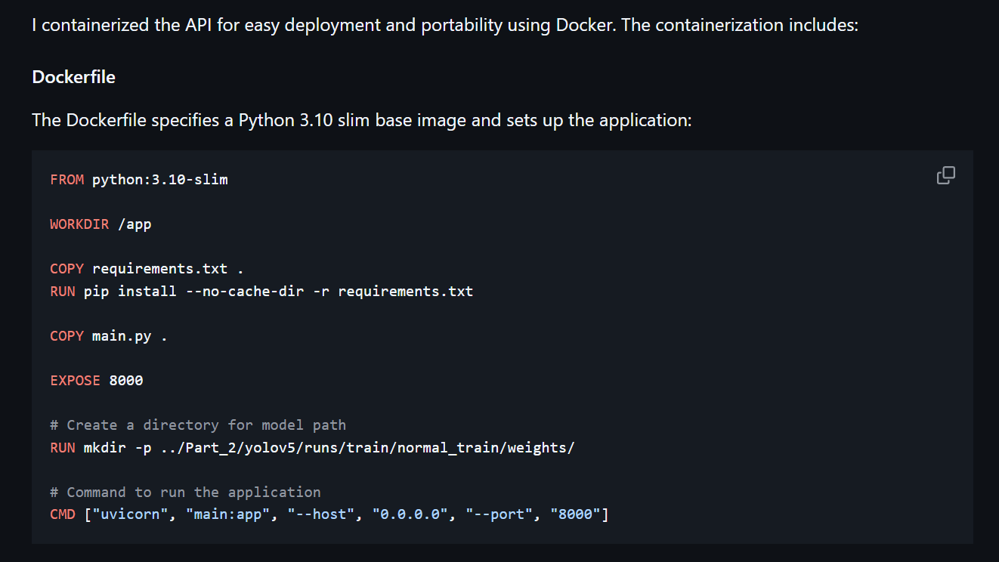 I containerized the API for easy deployment and portability using Docker. The containerization includes:
Dockerfile
The Dockerfile specifies a Python 3.10 slim base image and sets up the application:
FROM python:3.10-slim
WORKDIR /app
COPY requirements.txt .
RUN pip install --no-cache-dir -r requirements.txt
COPY main.py .
EXPOSE 8000
# Create a directory for model path
RUN mkdir -p ../Part_2/yolov5/runs/train/normal_train/weights/
# Command to run the application
CMD ["uvicorn", "main:app", "--host", "0.0.0.0", "--port", "8000"]